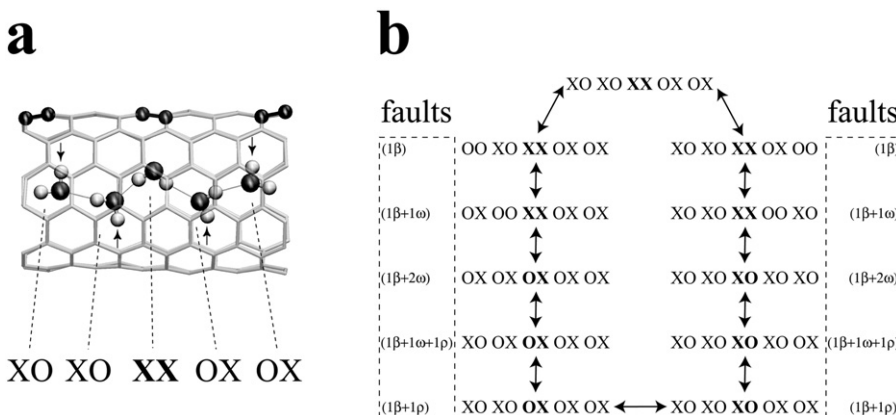 a
XO XO XX OX OX
b
XO XO XX OX OX
faults
faults
(1β) OO XO XX OX OX XO XO XX OX OO (1β)
(1β+1ω) OX OO XX OX OX XO XO XX OO XO (1β+1ω)
(1β+2ω) OX OX OX OX OX XO XO XO XO XO (1β+2ω)
(1β+1ω+1ρ) XO OX OX OX OX XO XO XO XO OX (1β+1ω+1ρ)
(1β+1ρ) XO XO OX OX OX XO XO XO OX OX (1β+1ρ)